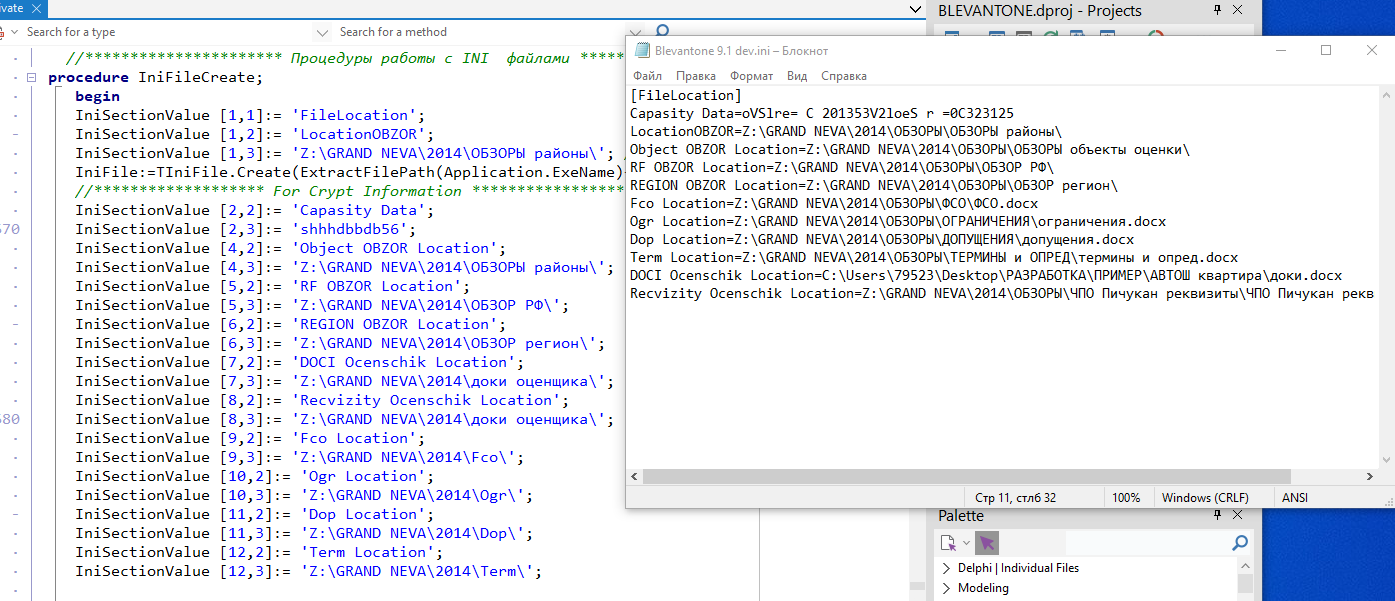 ivate
Search for a type
Search for a method
//********************** Процедуры работы с INI  файлами *****
procedure IniFileCreate;
begin
IniSectionValue [1,1]:= 'FileLocation';
IniSectionValue [1,2]:= 'LocationOBZOR';
IniSectionValue [1,3]:= 'Z:\GRAND NEVA\2014\ОБЗОРЫ районы\';
IniFile:=TIniFile.Create(ExtractFilePath(Application.ExeName)
//******************* For Crypt Information *****************
IniSectionValue [2,2]:= 'Capasity Data';
670
IniSectionValue [2,3]:= 'shhhdbbdb56';
IniSectionValue [4,2]:= 'Object OBZOR Location';
IniSectionValue [4,3]:= 'Z:\GRAND NEVA\2014\ОБЗОРЫ районы\';
IniSectionValue [5,2]:= 'RF OBZOR Location';
IniSectionValue [5,3]:= 'Z:\GRAND NEVA\2014\ОБЗОР РФ\';
IniSectionValue [6,2]:= 'REGION OBZOR Location';
IniSectionValue [6,3]:= 'Z:\GRAND NEVA\2014\ОБЗОР регион\';
IniSectionValue [7,2]:= 'DOCI Ocenschik Location';
IniSectionValue [7,3]:= 'Z:\GRAND NEVA\2014\доки оценщика\';
IniSectionValue [8,2]:= 'Recvizity Ocenschik Location';
680
IniSectionValue [8,3]:= 'Z:\GRAND NEVA\2014\доки оценщика\';
IniSectionValue [9,2]:= 'Fco Location';
IniSectionValue [9,3]:= 'Z:\GRAND NEVA\2014\Fco\';
IniSectionValue [10,2]:= 'Ogr Location';
IniSectionValue [10,3]:= 'Z:\GRAND NEVA\2014\Ogr\';
IniSectionValue [11,2]:= 'Dop Location';
IniSectionValue [11,3]:= 'Z:\GRAND NEVA\2014\Dop\';
IniSectionValue [12,2]:= 'Term Location';
IniSectionValue [12,3]:= 'Z:\GRAND NEVA\2014\Term\';
BLEVANTONE.dproj - Projects
Blevantone 9.1 dev.ini – Блокнот
Файл Правка Формат Вид Справка
[FileLocation]
Capasity Data=oVSlre= C 201353V2loeS r =0C323125
LocationOBZOR=Z:\GRAND NEVA\2014\ОБЗОРЫ\ОБЗОРЫ районы\
Object OBZOR Location=Z:\GRAND NEVA\2014\ОБЗОРЫ\ОБЗОРЫ объекты оценки\
RF OBZOR Location=Z:\GRAND NEVA\2014\ОБЗОРЫ\ОБЗОР РФ\
REGION OBZOR Location=Z:\GRAND NEVA\2014\ОБЗОРЫ\ОБЗОР регион\
Fco Location=Z:\GRAND NEVA\2014\ОБЗОРЫ\ФСО\ФСО.docx
Ogr Location=Z:\GRAND NEVA\2014\ОБЗОРЫ\ОГРАНИЧЕНИЯ\ограничения.docx
Dop Location=Z:\GRAND NEVA\2014\ОБЗОРЫ\ДОПУЩЕНИЯ\допущения.docx
Term Location=Z:\GRAND NEVA\2014\ОБЗОРЫ\ТЕРМИНЫ и ОПРЕД\термины и опред.docx
DOCI Ocenschik Location=C:\Users\79523\Desktop\РАЗРАБОТКА\ПРИМЕР\АВТОШ квартира\доки.docx
Recvizity Ocenschik Location=Z:\GRAND NEVA\2014\ОБЗОРЫ\ЧПО Пичукан реквизиты\ЧПО Пичукан рекв
Стр 11, стлб 32
100%
Windows (CRLF)
ANSI
Palette
Delphi | Individual Files
Modeling